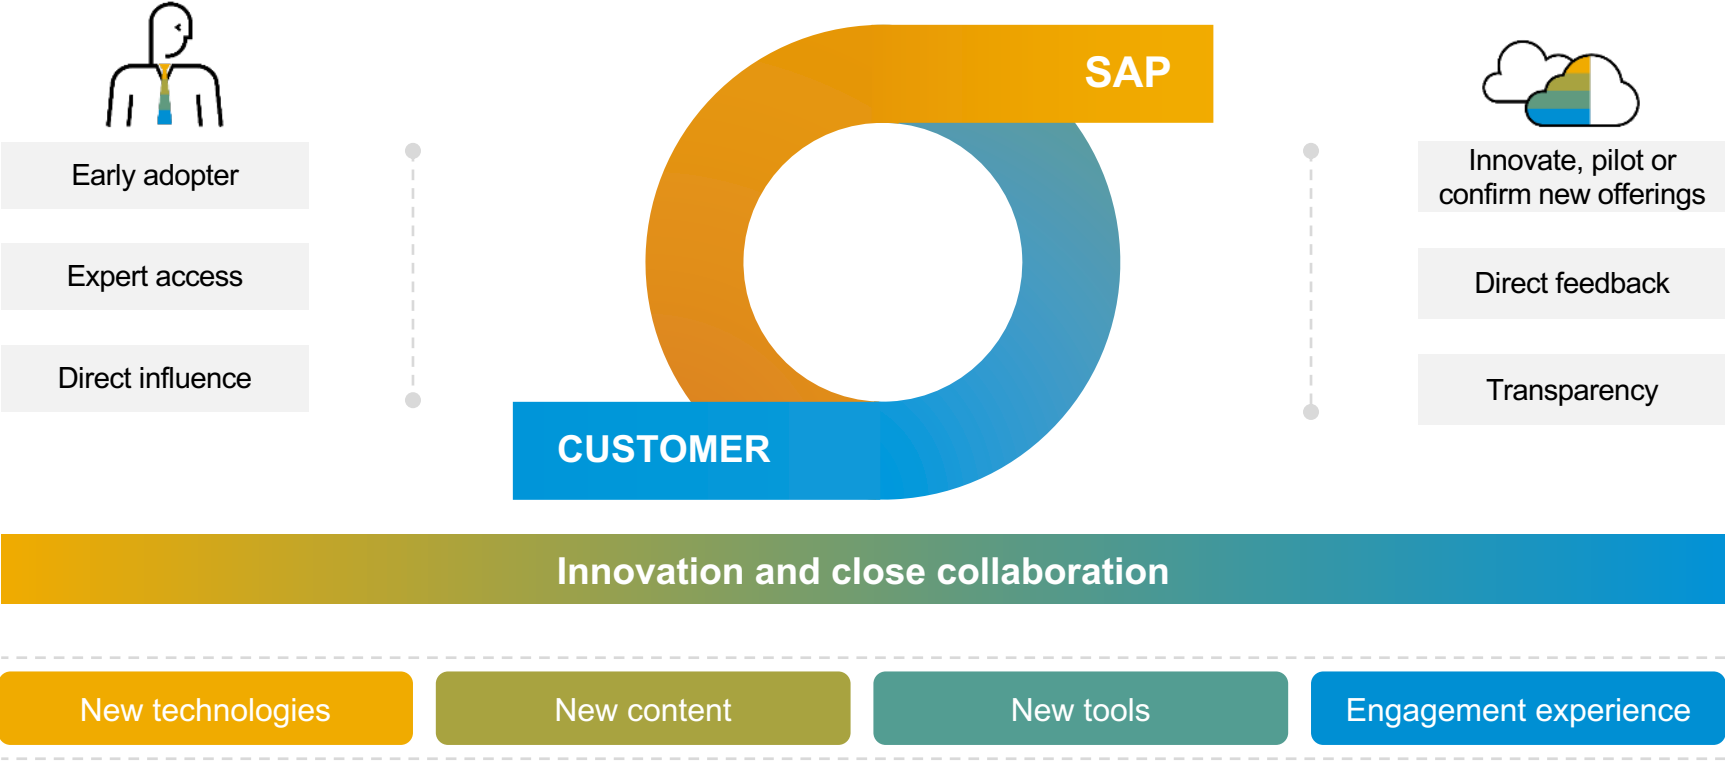 SAP
Early adopter
Expert access
Direct influence
CUSTOMER
Innovate, pilot or
confirm new offerings
Direct feedback
Transparency
Innovation and close collaboration
New technologies
New content
New tools
Engagement experience